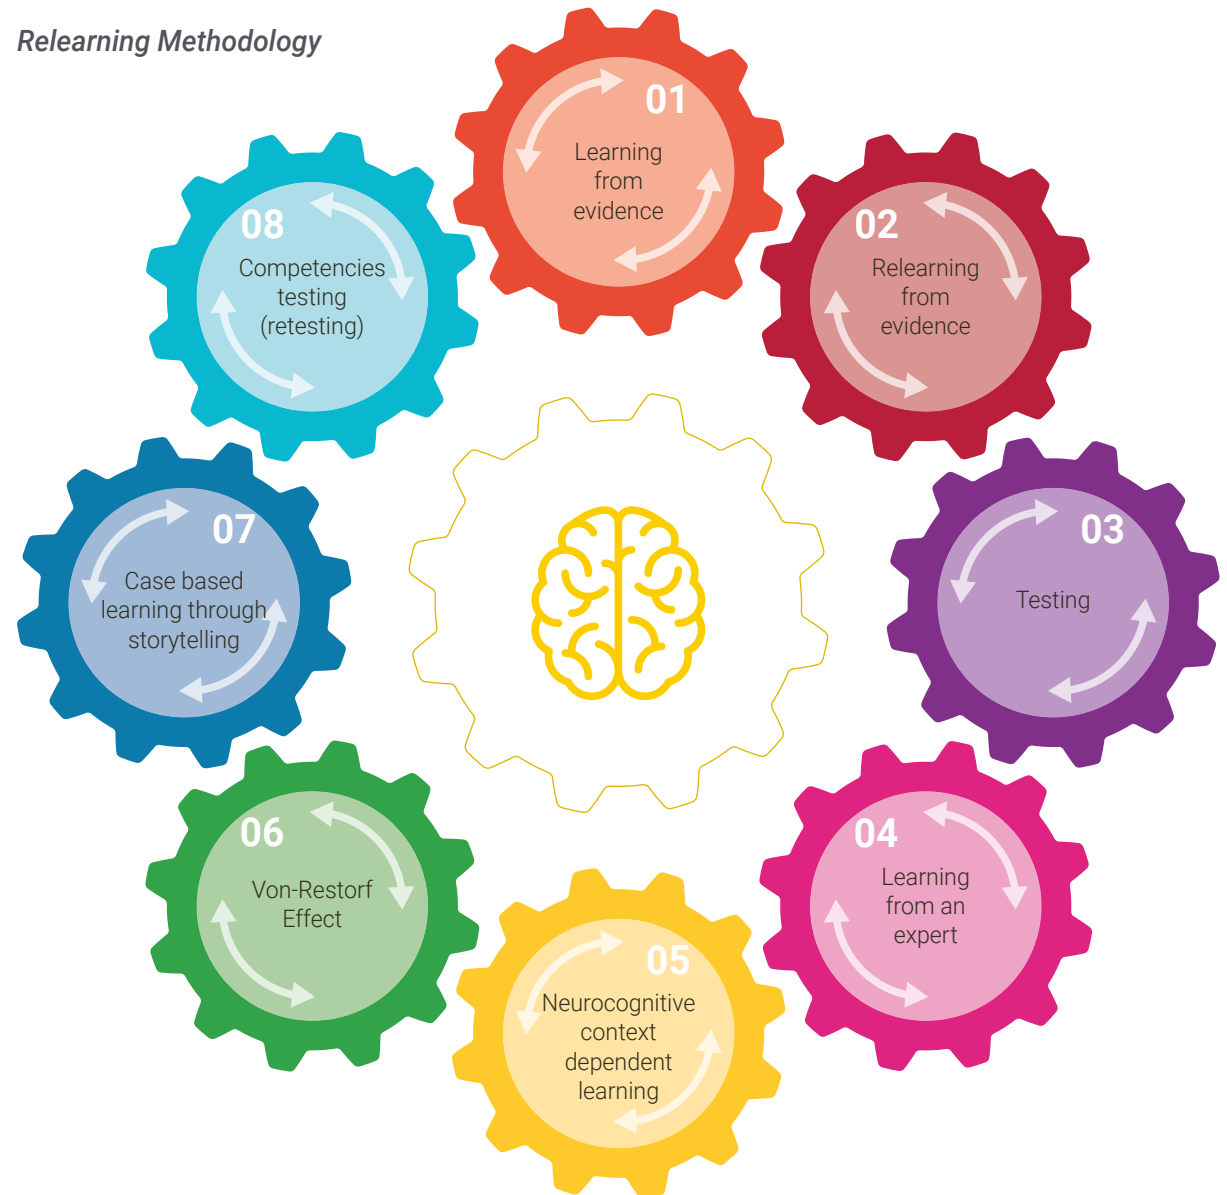 Relearning Methodology
01
Learning
from
evidence
02
Relearning
from
evidence
03
Testing
04
Learning
from an
expert
05
Neurocognitive
context
dependent
learning
06
Von-Restorf
Effect
07
Case based
learning through
storytelling
08
Competencies
testing
(retesting)